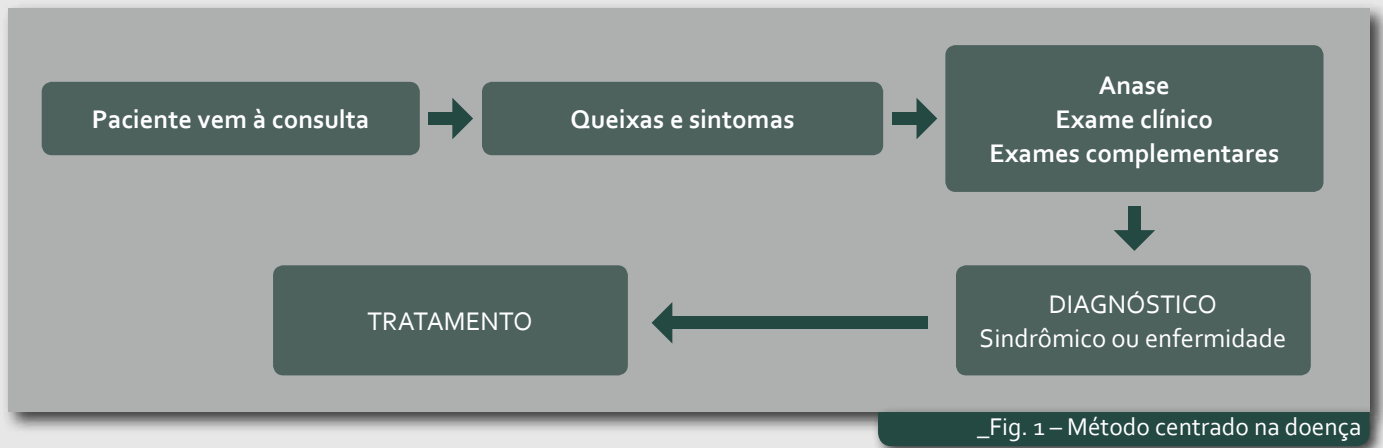 Paciente vem à consulta
Queixas e sintomas
Anase
Exame clínico
Exames complementares
DIAGNÓSTICO
Sindrômico ou enfermidade
TRATAMENTO
_Fig. 1 – Método centrado na doença